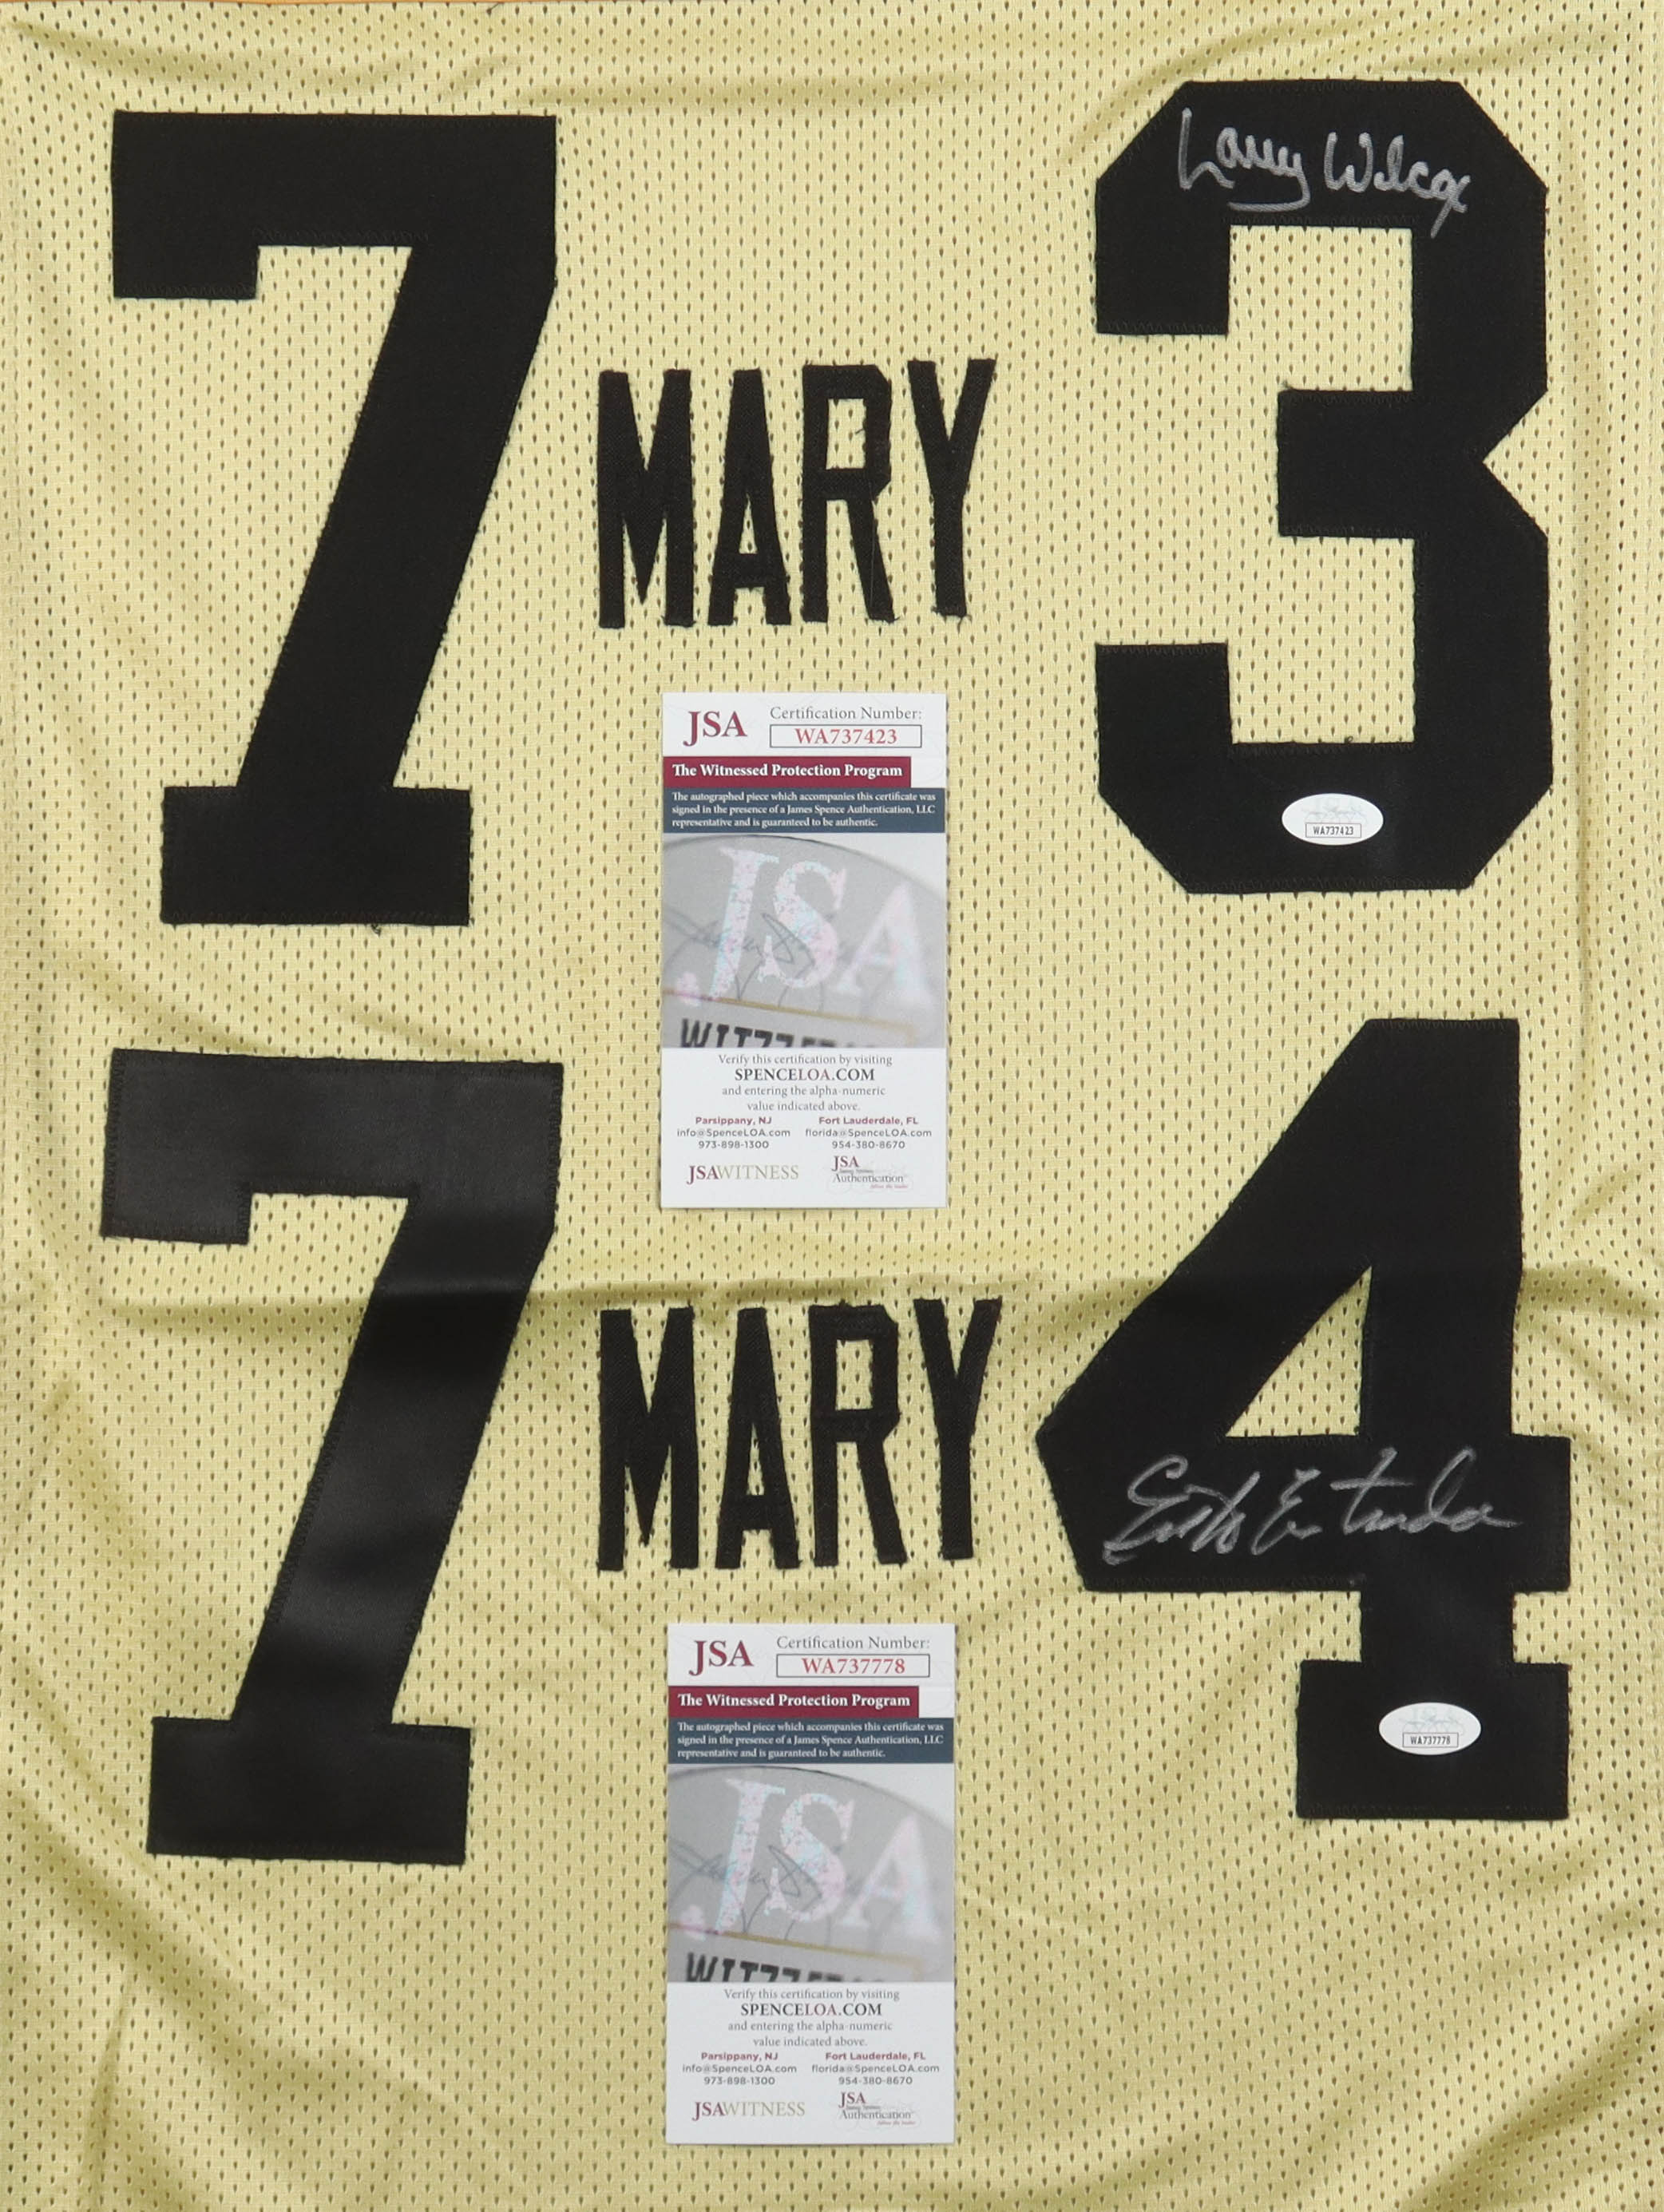 7 MARY 3
Larry Wilcox
JSA
Certification Number:
WA737423
The Witnessed Protection Program
The autographed piece which accompanies this certificate was
signed in the presence of a James Spence Authentication, LLC
representative and is guaranteed to be authentic.
WA737423
JSA
Verify this certification by visiting
SPENCELOA.COM
and entering the alpha-numeric
value indicated above.
Parsippany, NJ Fort Lauderdale, FL
info@SpenceLOA.com florida@SpenceLOA.com
973-898-1300 954-380-8670
JSAWITNESS JSA
Authentication
7 MARY 4
Erik Estrada
JSA
Certification Number:
WA737778
The Witnessed Protection Program
The autographed piece which accompanies this certificate was
signed in the presence of a James Spence Authentication, LLC
representative and is guaranteed to be authentic.
WA737778
JSA
Verify this certification by visiting
SPENCELOA.COM
and entering the alpha-numeric
value indicated above.
Parsippany, NJ Fort Lauderdale, FL
info@SpenceLOA.com florida@SpenceLOA.com
973-898-1300 954-380-8670
JSAWITNESS JSA
Authentication